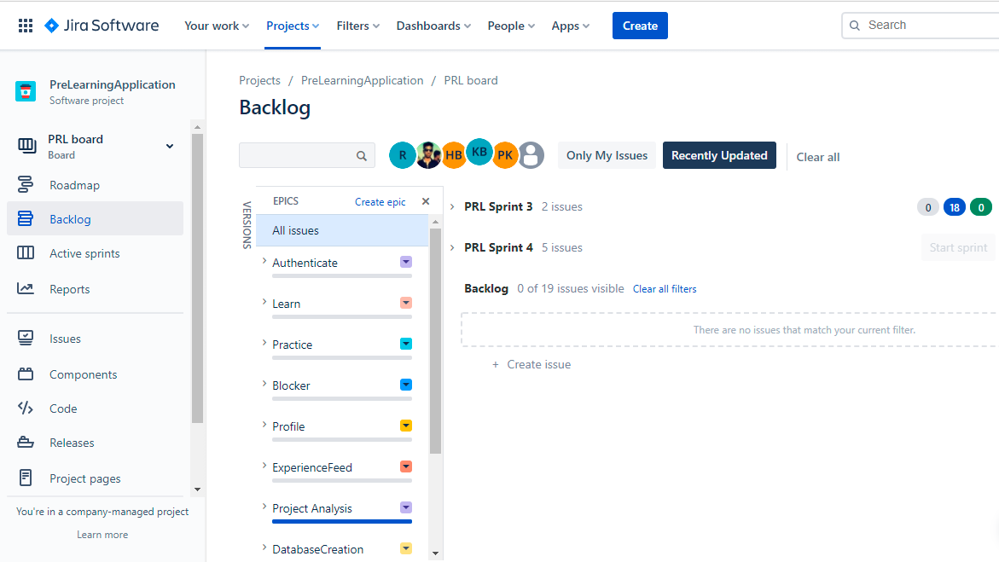 Jira Software
Your work
Projects
Filters
Dashboards
People
Apps
Create
Search
PreLearningApplication
Software project
PRL board
Board
Roadmap
Backlog
Active sprints
Reports
Issues
Components
Code
Releases
Project pages
You're in a company-managed project
Learn more
Projects / PreLearningApplication / PRL board
Backlog
R
HB
KB
PK
Only My Issues
Recently Updated
Clear all
VERSIONS
EPICS
Create epic
All issues
Authenticate
Learn
Practice
Blocker
Profile
ExperienceFeed
Project Analysis
DatabaseCreation
PRL Sprint 3 2 issues
0 18 0
PRL Sprint 4 5 issues
Start sprint
Backlog 0 of 19 issues visible Clear all filters
There are no issues that match your current filter.
+ Create issue